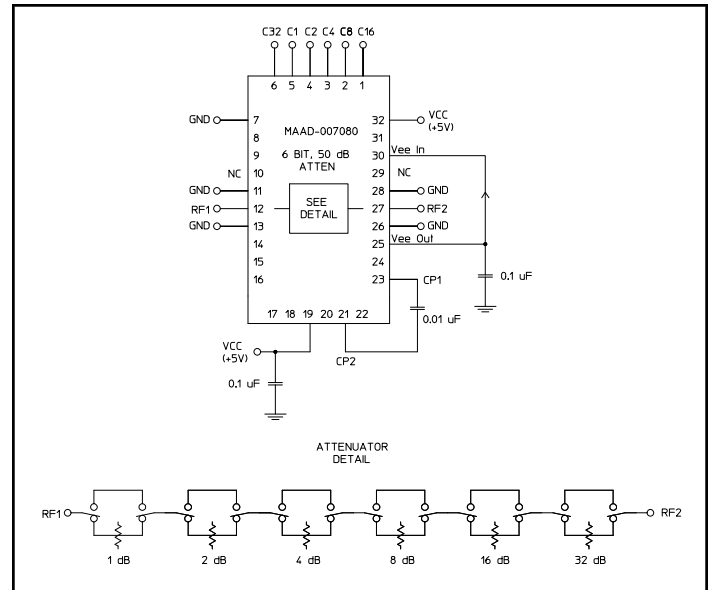 C32 C1 C2 C4 C8 C16
6 5 4 3 2 1
GND 7 32 VCC
(+5V)
MAAD-007080
8 31
6 BIT, 50 dB
ATTEN
9 30 Vee In
NC 10 29 NC
GND 11 28 GND
SEE
DETAIL
RF1 12 27 RF2
GND 13 26 GND
14 25 Vee Out
15 24
16 23 CP1
0.1 uF
17 18 19 20 21 22
0.01 uF
VCC
(+5V)
CP2
0.1 uF
ATTENUATOR
DETAIL
RF1 RF2
1 dB 2 dB 4 dB 8 dB 16 dB 32 dB